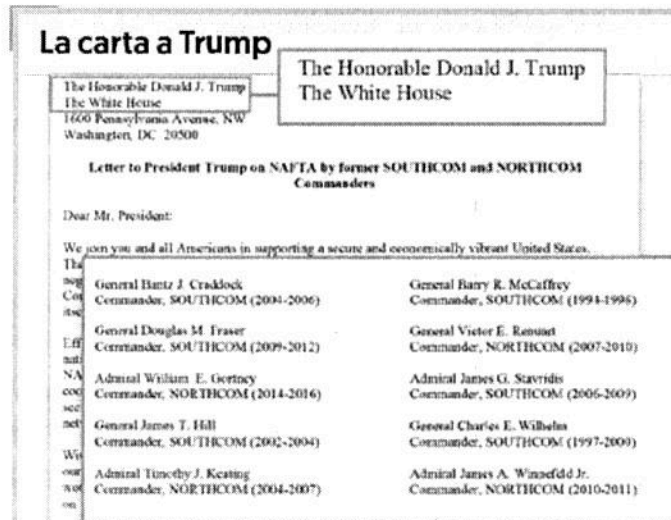 La carta a Trump
The Honorable Donald J. Trump
The White House
The Honorable Donald J. Trump
The White House
1600 Pennsylvania Avenue, NW
Washington, DC 20500
Letter to President Trump on NAFTA by former SOUTHCOM and NORTHCOM
Commanders
Dear Mr. President:
We join you and all Americans in supporting a secure and economically vibrant United States.
General Bantz J. Craddock
Commander, SOUTHCOM (2004-2006)
General Barry R. McCaffrey
Commander, SOUTHCOM (1994-1996)
General Douglas M. Fraser
Commander, SOUTHCOM (2009-2012)
General Victor E. Renuart
Commander, NORTHCOM (2007-2010)
Admiral William E. Gortney
Commander, NORTHCOM (2014-2016)
Admiral James G. Stavridis
Commander, SOUTHCOM (2006-2009)
General James T. Hill
Commander, SOUTHCOM (2002-2004)
General Charles E. Wilhelm
Commander, SOUTHCOM (1997-2000)
Admiral Timothy J. Keating
Commander, NORTHCOM (2004-2007)
Admiral James A. Winnefeld Jr.
Commander, NORTHCOM (2010-2011)